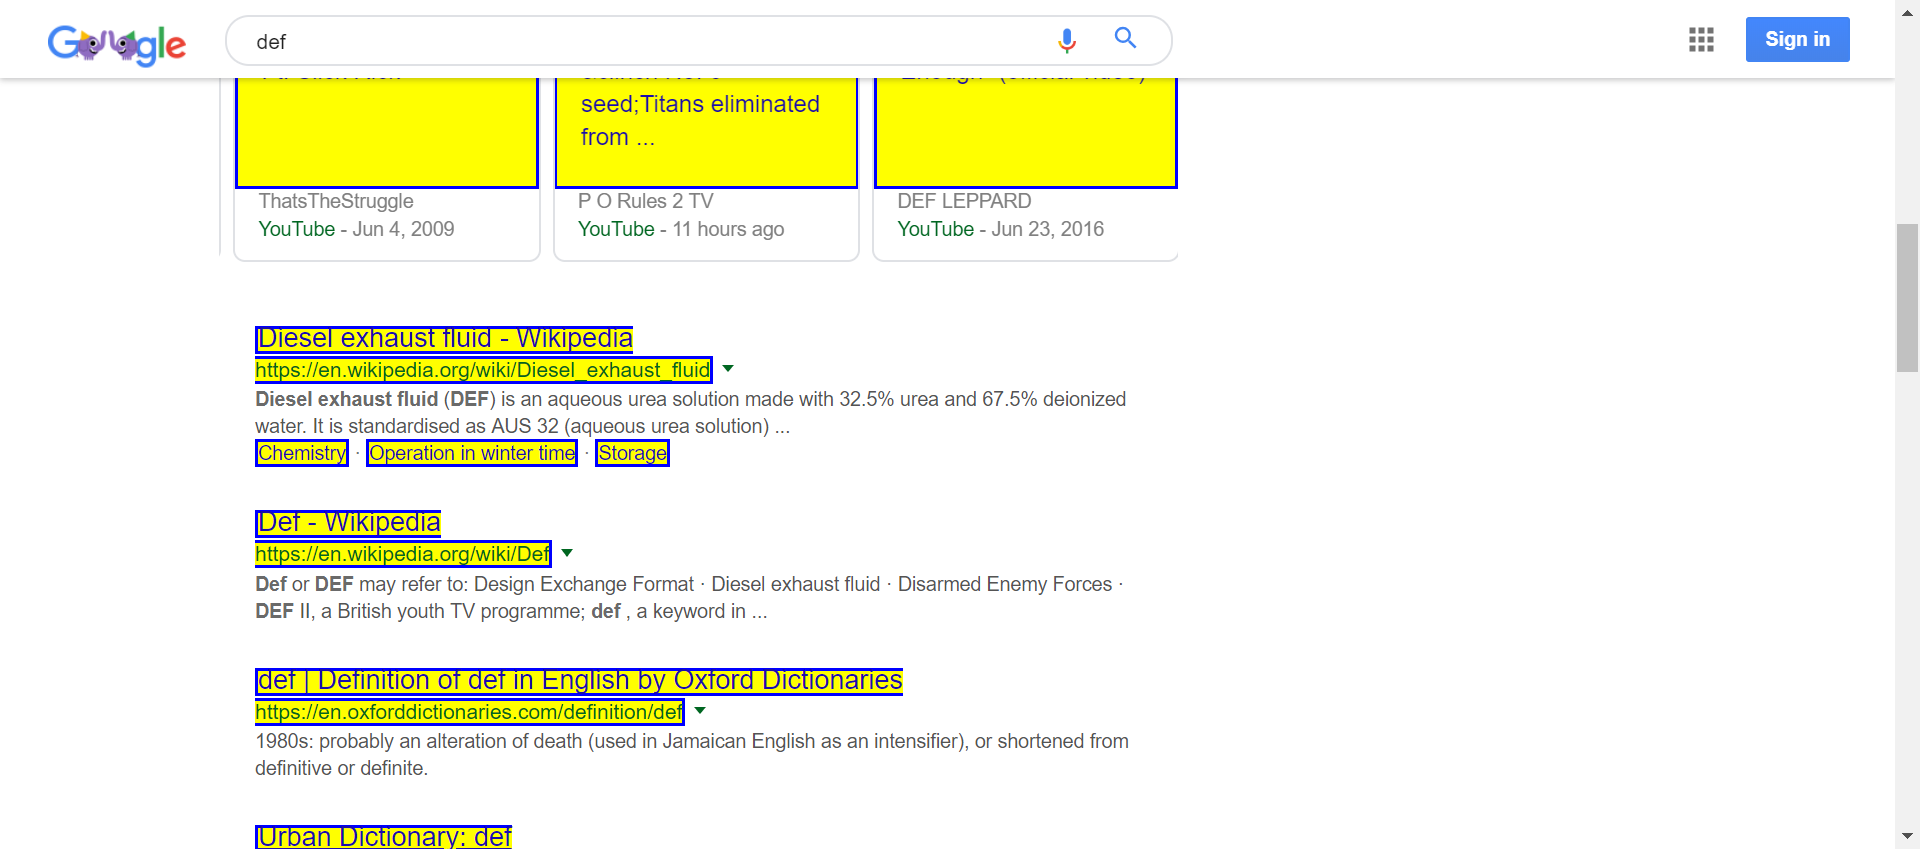 Google
def
Sign in
Enough" (official video)
seed;Titans eliminated
from ...
ThatsTheStruggle
YouTube - Jun 4, 2009
P O Rules 2 TV
YouTube - 11 hours ago
DEF LEPPARD
YouTube - Jun 23, 2016
Diesel exhaust fluid - Wikipedia
https://en.wikipedia.org/wiki/Diesel_exhaust_fluid
Diesel exhaust fluid (DEF) is an aqueous urea solution made with 32.5% urea and 67.5% deionized
water. It is standardised as AUS 32 (aqueous urea solution) ...
Chemistry · Operation in winter time · Storage
Def - Wikipedia
https://en.wikipedia.org/wiki/Def
Def or DEF may refer to: Design Exchange Format · Diesel exhaust fluid · Disarmed Enemy Forces ·
DEF II, a British youth TV programme; def , a keyword in ...
def | Definition of def in English by Oxford Dictionaries
https://en.oxforddictionaries.com/definition/def
1980s: probably an alteration of death (used in Jamaican English as an intensifier), or shortened from
definitive or definite.
Urban Dictionary: def